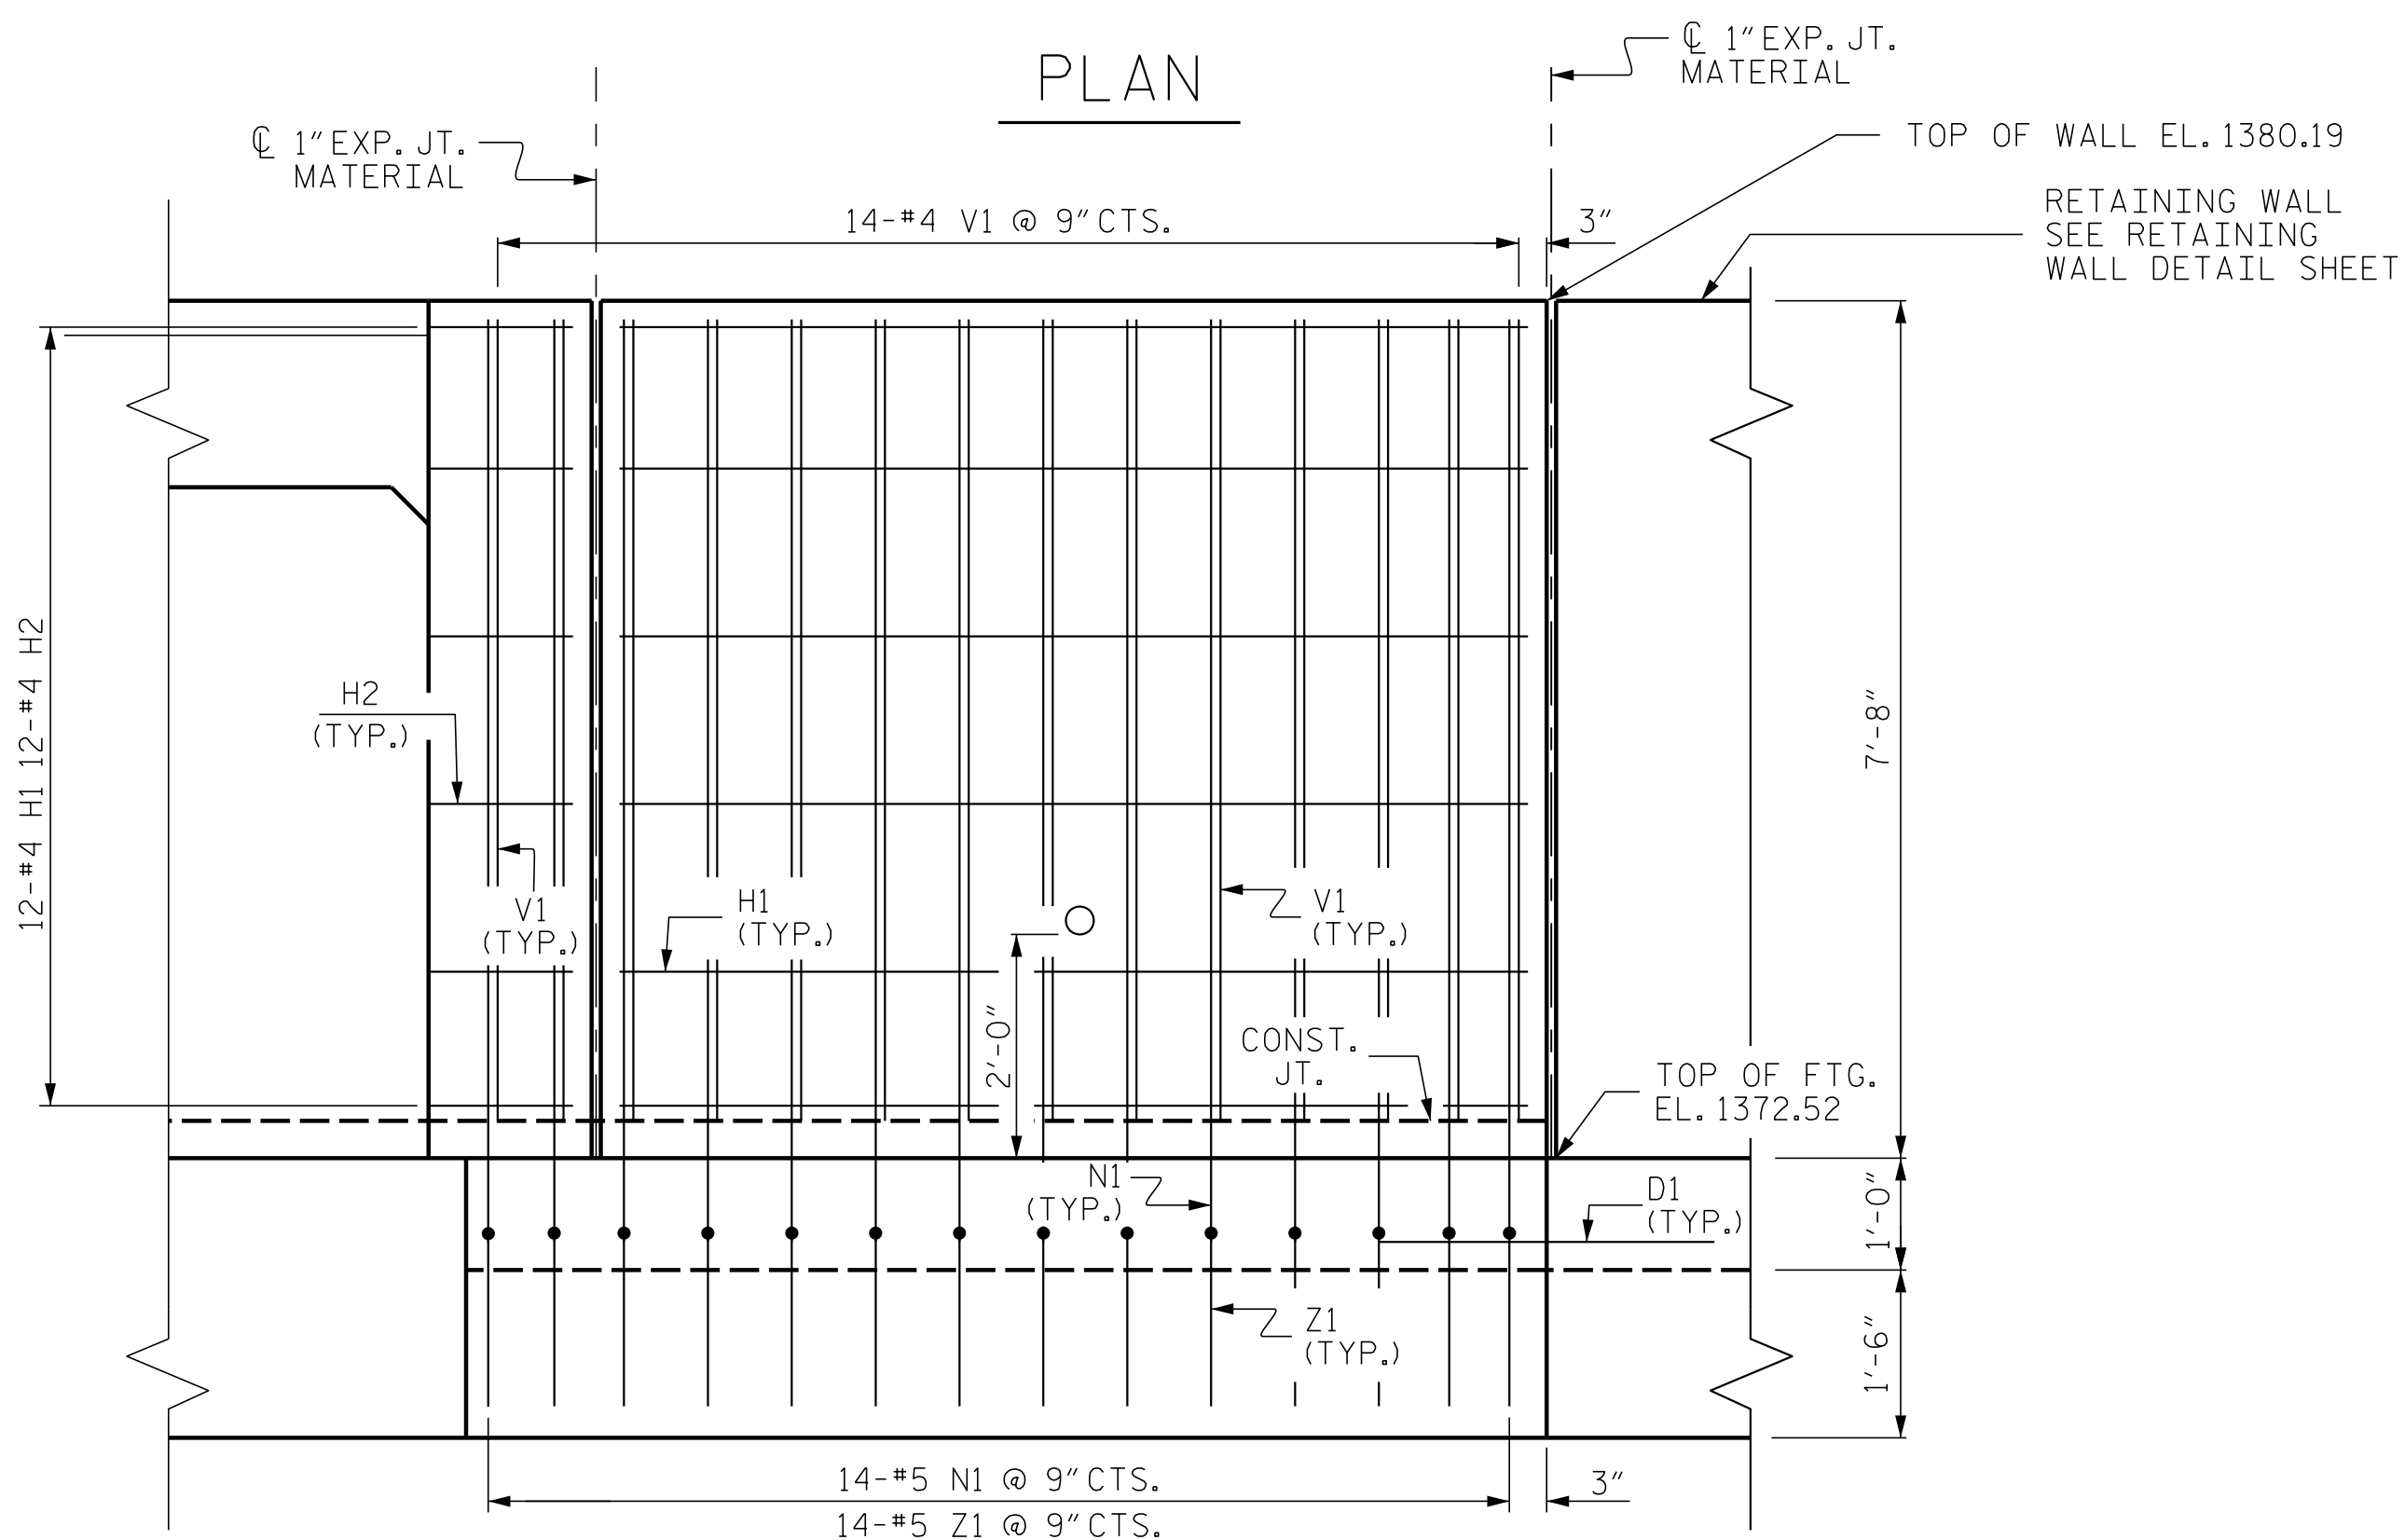 PLAN
℄ 1"EXP. JT.
MATERIAL
℄ 1"EXP. JT.
MATERIAL
TOP OF WALL EL. 1380.19
RETAINING WALL
SEE RETAINING
WALL DETAIL SHEET
14-#4 V1 @ 9"CTS.
3"
12-#4 H1 12-#4 H2
H2
(TYP.)
7'-8"
V1
(TYP.)
H1
(TYP.)
V1
(TYP.)
2'-0"
CONST.
JT.
TOP OF FTG.
EL. 1372.52
N1
(TYP.)
D1
(TYP.)
1'-0"
Z1
(TYP.)
1'-6"
14-#5 N1 @ 9"CTS.
14-#5 Z1 @ 9"CTS.
3"